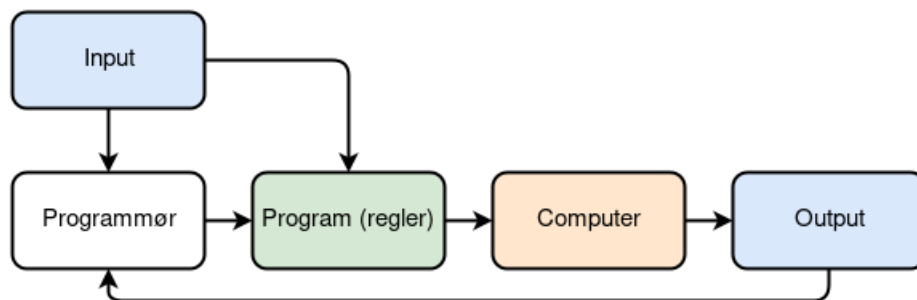 Input
Programmør
Program (regler)
Computer
Output